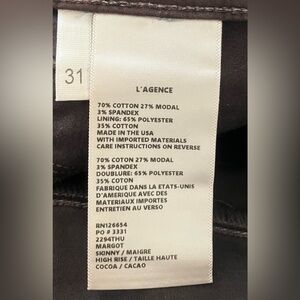 31
L'AGENCE
70% COTTON 27% MODAL
3% SPANDEX
LINING: 65% POLYESTER
35% COTTON
MADE IN THE USA
WITH IMPORTED MATERIALS
CARE INSTRUCTIONS ON REVERSE
70% COTON 27% MODAL
3% SPANDEX
DOUBLURE: 65% POLYESTER
35% COTON
FABRIQUE DANS LA ETATS-UNIS
D'AMERIQUE AVEC DES
MATERIAUX IMPORTES
ENTRETIEN AU VERSO
RN126654
PO # 3331
2294THU
MARGOT
SKINNY / MAIGRE
HIGH RISE / TAILLE HAUTE
COCOA / CACAO